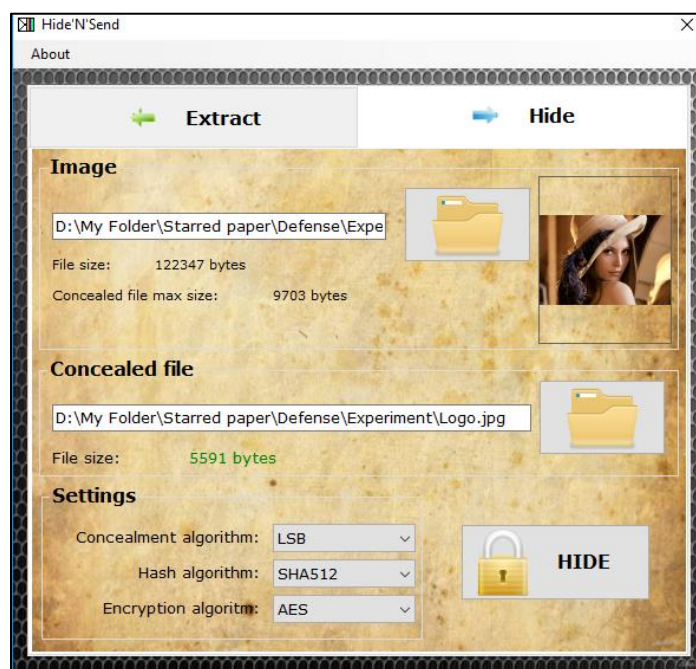 Hide'N'Send
About
Extract
Hide
Image
D:\My Folder\Starred paper\Defense\Expe
File size: 122347 bytes
Concealed file max size: 9703 bytes
Concealed file
D:\My Folder\Starred paper\Defense\Experiment\Logo.jpg
File size: 5591 bytes
Settings
Concealment algorithm: LSB
Hash algorithm: SHA512
Encryption algoritm: AES
HIDE